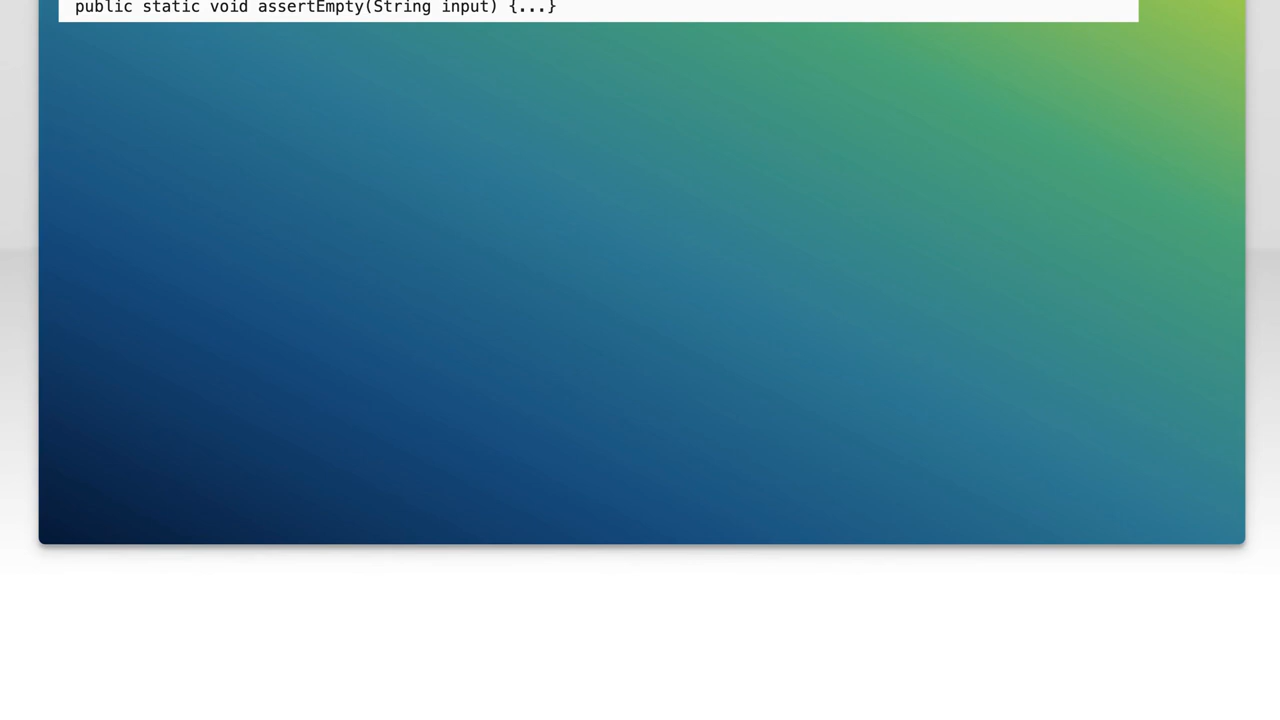 public static void assertEmpty(String input) {...}